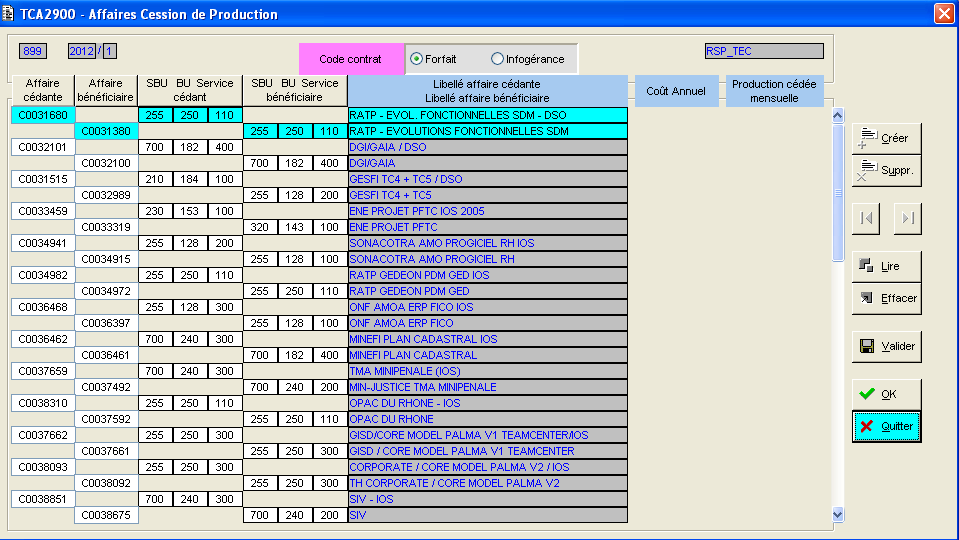 TCA2900 - Affaires Cession de Production
899 2012 / 1 Code contrat Forfait Infogérance RSP_TEC
Affaire cédante Affaire bénéficiaire SBU BU Service cédant SBU BU Service bénéficiaire Libellé affaire cédante Libellé affaire bénéficiaire Coût Annuel Production cédée mensuelle
C0031680 255 250 110 RATP - EVOL. FONCTIONNELLES SDM - DSO
C0031380 255 250 110 RATP - EVOLUTIONS FONCTIONNELLES SDM
C0032101 700 182 400 DGI/GAIA / DSO
C0032100 700 182 400 DGI/GAIA
C0031515 210 184 100 GESFI TC4 + TC5 / DSO
C0032989 255 128 200 GESFI TC4 + TC5
C0033459 230 153 100 ENE PROJET PFTC IOS 2005
C0033319 320 143 100 ENE PROJET PFTC
C0034941 255 128 200 SONACOTRA AMO PROGICIEL RH IOS
C0034915 255 128 100 SONACOTRA AMO PROGICIEL RH
C0034982 255 250 110 RATP GEDEON PDM GED IOS
C0034972 255 250 110 RATP GEDEON PDM GED
C0036468 255 128 300 ONF AMOA ERP FICO IOS
C0036397 255 128 100 ONF AMOA ERP FICO
C0036462 700 240 300 MINEFI PLAN CADASTRAL IOS
C0036461 700 182 400 MINEFI PLAN CADASTRAL
C0037659 700 240 300 TMA MINIPENALE (IOS)
C0037492 700 240 200 MIN-JUSTICE TMA MINIPENALE
C0038310 255 250 110 OPAC DU RHONE - IOS
C0037592 255 250 110 OPAC DU RHONE
C0037662 255 250 300 GISD/CORE MODEL PALMA V1 TEAMCENTER/IOS
C0037661 255 250 300 GISD / CORE MODEL PALMA V1 TEAMCENTER
C0038093 255 250 300 CORPORATE / CORE MODEL PALMA V2 / IOS
C0038092 255 250 300 TH CORPORATE / CORE MODEL PALMA V2
C0038851 700 240 300 SIV - IOS
C0038675 700 240 200 SIV
Créer
Suppr.
Lire
Effacer
Valider
OK
Quitter